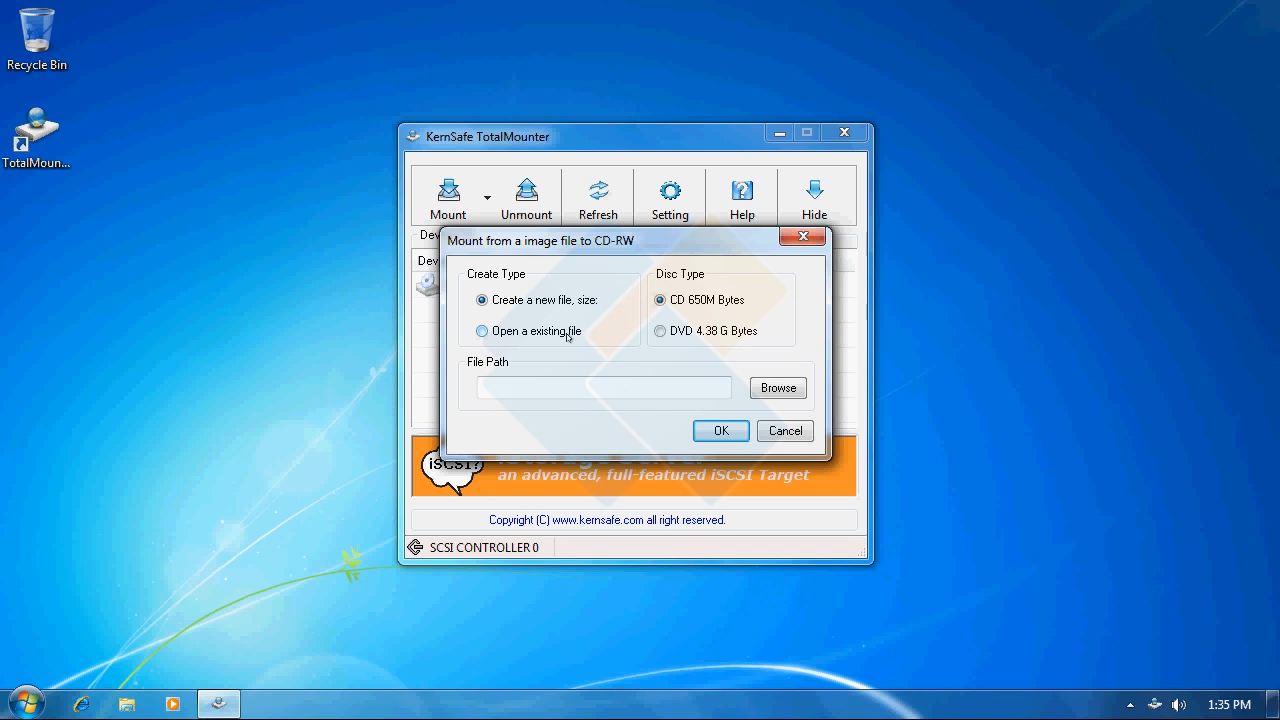 Recycle Bin
TotalMoun...
KernSafe TotalMounter
Mount
Unmount
Refresh
Setting
Help
Hide
Dev
Dev
Mount from a image file to CD-RW
Create Type
Create a new file, size:
Open a existing file
Disc Type
CD 650M Bytes
DVD 4.38 G Bytes
File Path
Browse
OK
Cancel
iSCSI?
an advanced, full-featured iSCSI Target
Copyright (C) www.kernsafe.com all right reserved.
SCSI CONTROLLER 0
1:35 PM